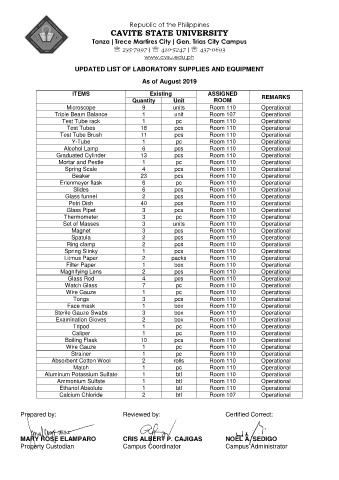 Republic of the Philippines
CAVITE STATE UNIVERSITY
Tanza | Trece Martires City | Gen. Trias City Campus
www.cvsu.edu.ph
UPDATED LIST OF LABORATORY SUPPLIES AND EQUIPMENT
As of August 2019
ITEMS Existing ASSIGNED ROOM REMARKS
Quantity Unit
Microscope 9 units Room 110 Operational
Triple Beam Balance 1 unit Room 107 Operational
Test Tube rack 1 pc Room 110 Operational
Test Tubes 18 pcs Room 110 Operational
Test Tube Brush 11 pcs Room 110 Operational
Y-Tube 1 pc Room 110 Operational
Alcohol Lamp 6 pcs Room 110 Operational
Graduated Cylinder 13 pcs Room 110 Operational
Mortar and Pestle 1 pc Room 110 Operational
Spring Scale 4 pcs Room 110 Operational
Beaker 23 pcs Room 110 Operational
Erlenmeyer flask 6 pc Room 110 Operational
Slides 6 pcs Room 110 Operational
Glass funnel 2 pcs Room 110 Operational
Petri Dish 40 pcs Room 110 Operational
Glass Pipet 3 pcs Room 110 Operational
Thermometer 3 pc Room 110 Operational
Set of Masses 3 units Room 110 Operational
Magnet 3 pcs Room 110 Operational
Spatula 2 pcs Room 110 Operational
Ring clamp 2 pcs Room 110 Operational
Spring Slinky 1 pcs Room 110 Operational
Litmus Paper 2 packs Room 110 Operational
Filter Paper 1 box Room 110 Operational
Magnifying Lens 2 pcs Room 110 Operational
Glass Rod 4 pcs Room 110 Operational
Watch Glass 7 pc Room 110 Operational
Wire Gauze 1 pc Room 110 Operational
Tongs 3 pcs Room 110 Operational
Face mask 1 box Room 110 Operational
Sterile Gauze Swabs 3 box Room 110 Operational
Examination Gloves 2 box Room 110 Operational
Tripod 1 pc Room 110 Operational
Caliper 1 pc Room 110 Operational
Boiling Flask 10 pcs Room 110 Operational
Wire Gauze 1 pc Room 110 Operational
Strainer 1 pc Room 110 Operational
Absorbent Cotton Wool 2 rolls Room 110 Operational
Match 1 pc Room 110 Operational
Aluminum Potassium Sulfate 1 btl Room 110 Operational
Ammonium Sulfate 1 btl Room 110 Operational
Ethanol Absolute 1 btl Room 110 Operational
Calcium Chloride 2 btl Room 107 Operational
Prepared by: Reviewed by: Certified Correct:
MARY ROSE ELAMPARO CRIS ALBERT P. CAJIGAS NOEL A. SEDIGO
Property Custodian Campus Coordinator Campus Administrator